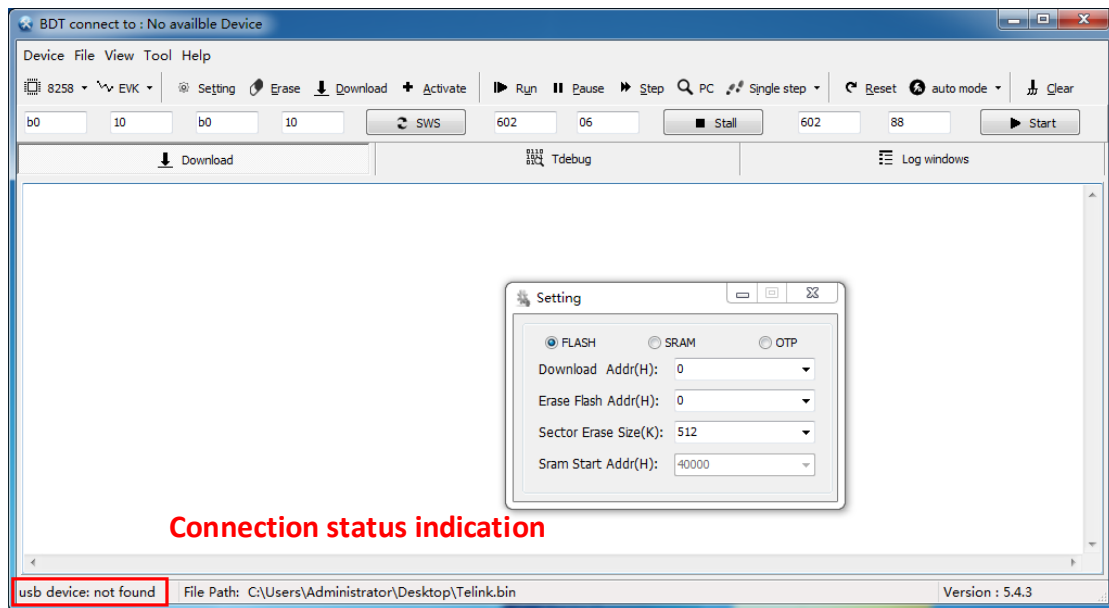 BDT connect to : No availble Device
Device File View Tool Help
8258 EVK Setting Erase Download Activate Run Pause Step PC Single step Reset auto mode Clear
b0 10 b0 10 SWS 602 06 Stall 602 88 Start
Download Tdebug Log windows
Setting
FLASH SRAM OTP
Download Addr(H): 0
Erase Flash Addr(H): 0
Sector Erase Size(K): 512
Sram Start Addr(H): 40000
Connection status indication
usb device: not found File Path: C:\Users\Administrator\Desktop\Telink.bin Version : 5.4.3